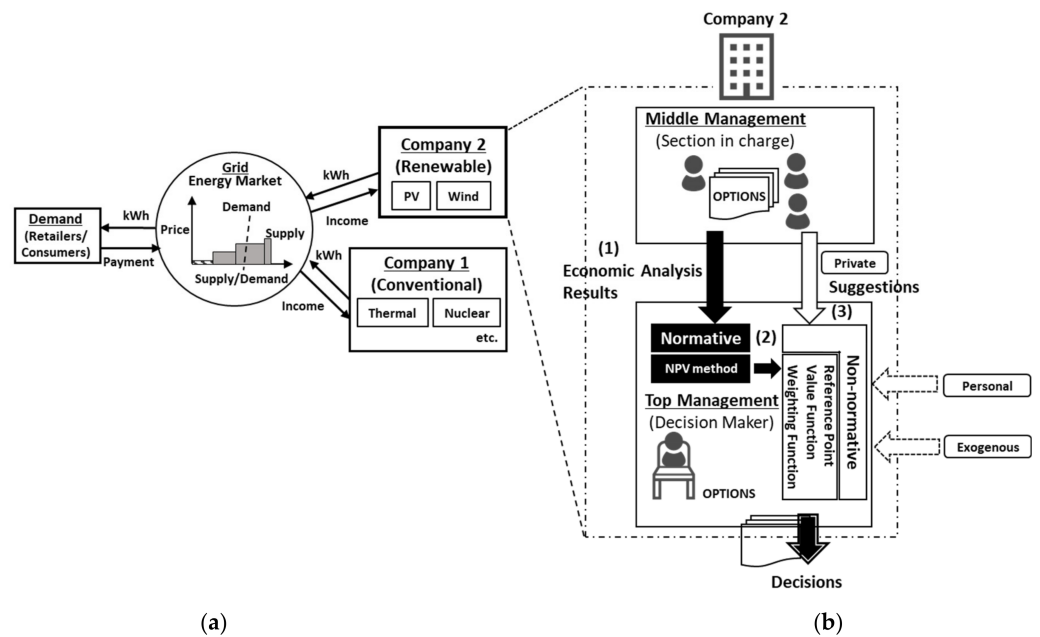 Grid
Energy Market
Demand
Price
Supply
Supply/Demand
Demand
(Retailers/
Consumers)
kWh
Payment
kWh
Income
Company 2
(Renewable)
PV
Wind
kWh
Income
Company 1
(Conventional)
Thermal
Nuclear
etc.
(a)
Company 2
Middle Management
(Section in charge)
OPTIONS
(1)
Economic Analysis
Results
Private
Suggestions
(3)
Normative
(2)
NPV method
Top Management
(Decision Maker)
OPTIONS
Non-normative
Reference Point
Value Function
Weighting Function
Personal
Exogenous
Decisions
(b)